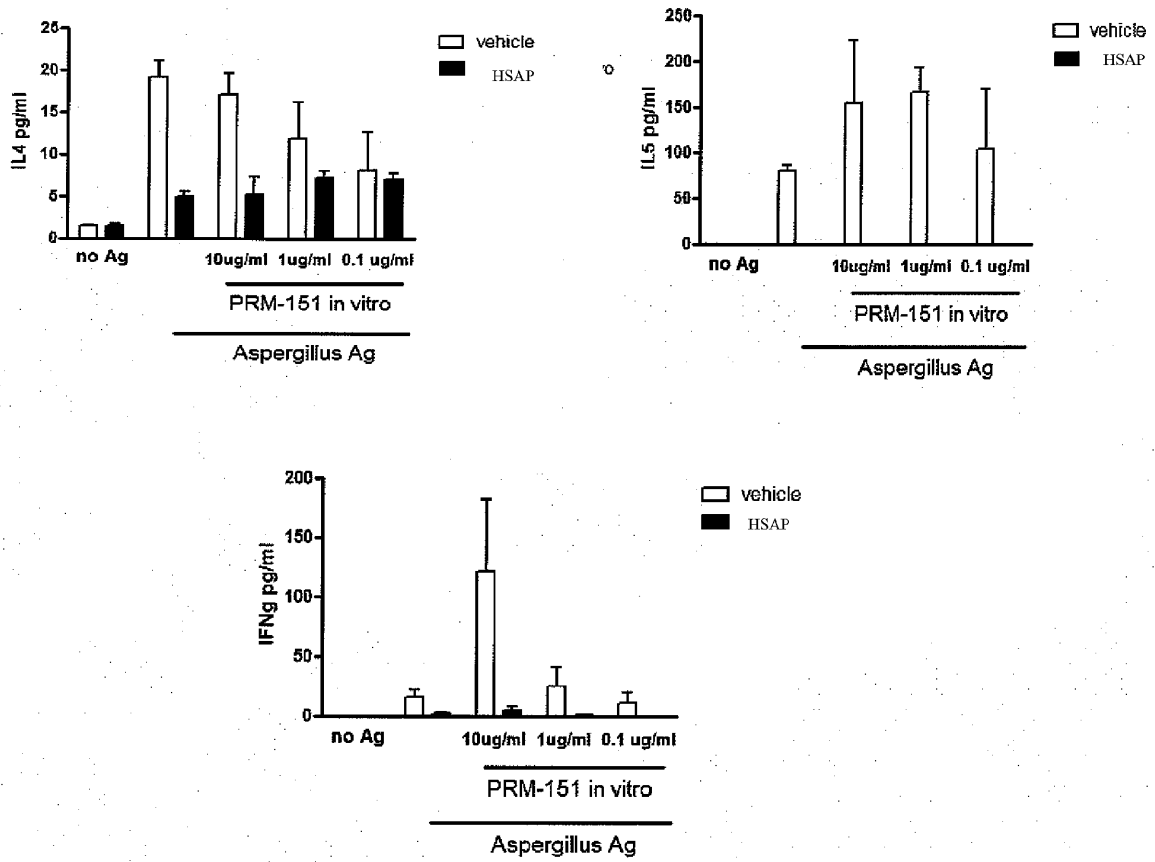 IL4 pg/ml
25
20
15
10
5
0
vehicle
HSAP
no Ag
10ug/ml 1ug/ml 0.1 ug/ml
PRM-151 in vitro
Aspergillus Ag
IL5 pg/ml
250
200
150
100
50
0
vehicle
HSAP
no Ag
10ug/ml 1ug/ml 0.1 ug/ml
PRM-151 in vitro
Aspergillus Ag
IFNg pg/ml
200
150
100
50
0
vehicle
HSAP
no Ag
10ug/ml 1ug/ml 0.1 ug/ml
PRM-151 in vitro
Aspergillus Ag